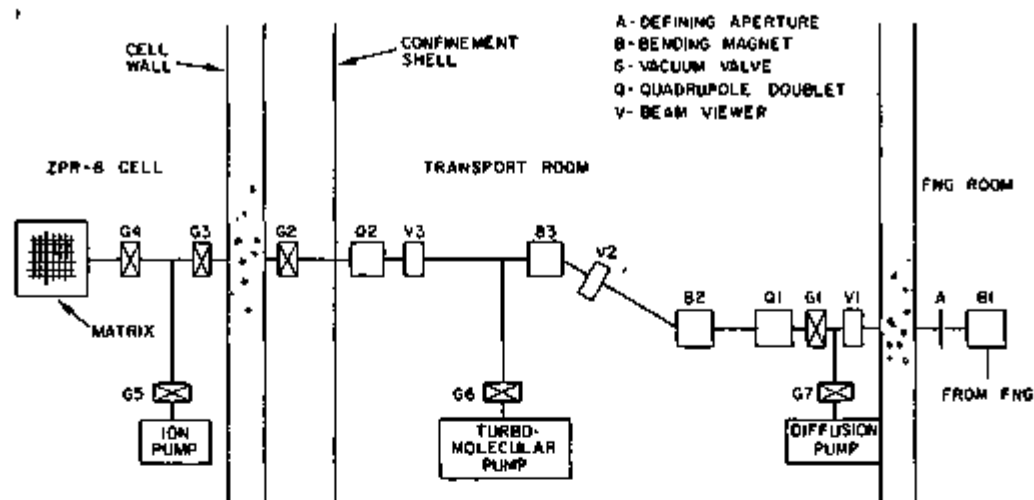 A - DEFINING APERTURE
B - BENDING MAGNET
G - VACUUM VALVE
Q - QUADRUPOLE DOUBLET
V - BEAM VIEWER
CELL
WALL
CONFINEMENT
SHELL
ZPR-6 CELL
TRANSPORT ROOM
FNG ROOM
G4
G3
G2
Q2
V3
B3
V2
B2
Q1
G1
V1
A
B1
MATRIX
G5
G6
G7
FROM FNG
ION
PUMP
TURBO-
MOLECULAR
PUMP
DIFFUSION
PUMP